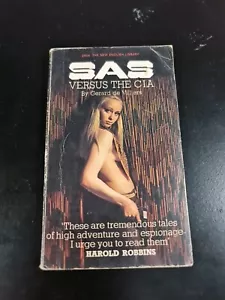 SAS
VERSUS THE CIA
By Gerard de Villiers
"These are tremendous tales
of high adventure and espionage
I urge you to read them"
HAROLD ROBBINS